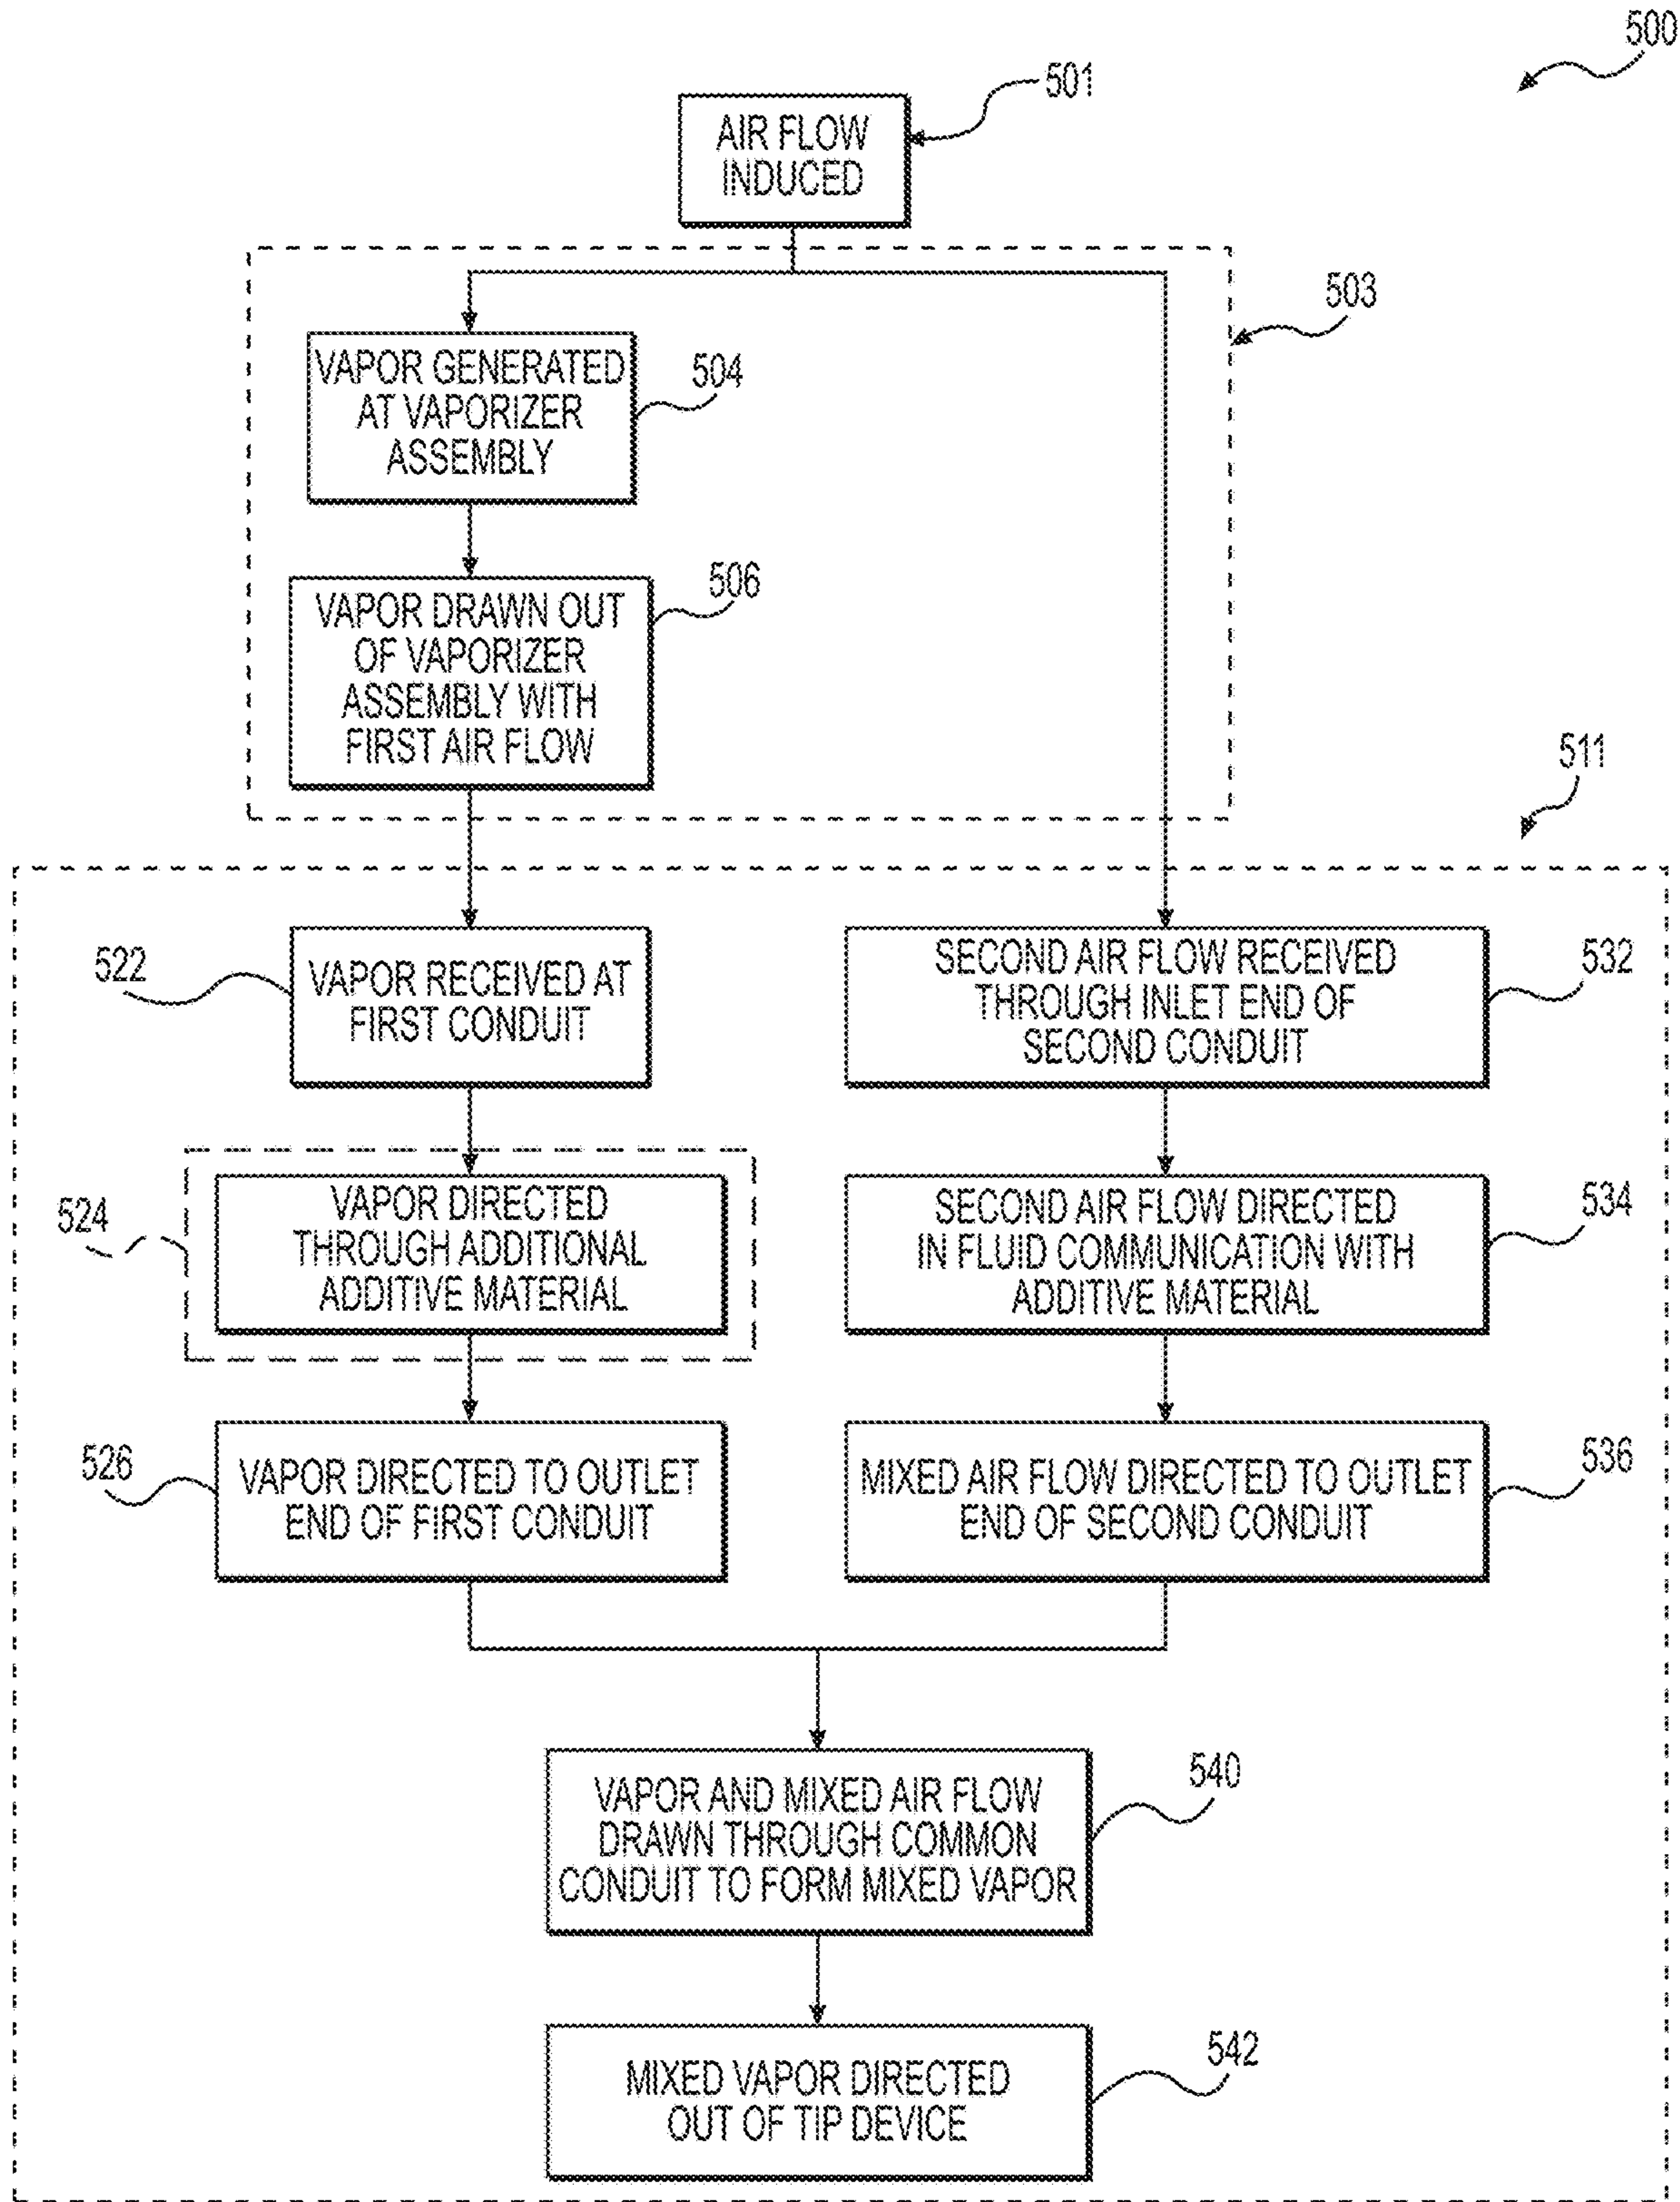 500
501
AIR FLOW
INDUCED
503
VAPOR GENERATED
AT VAPORIZER
ASSEMBLY
504
506
VAPOR DRAWN OUT
OF VAPORIZER
ASSEMBLY WITH
FIRST AIR FLOW
511
522
VAPOR RECEIVED AT
FIRST CONDUIT
SECOND AIR FLOW RECEIVED
THROUGH INLET END OF
SECOND CONDUIT
532
524
VAPOR DIRECTED
THROUGH ADDITIONAL
ADDITIVE MATERIAL
SECOND AIR FLOW DIRECTED
IN FLUID COMMUNICATION WITH
ADDITIVE MATERIAL
534
526
VAPOR DIRECTED TO OUTLET
END OF FIRST CONDUIT
MIXED AIR FLOW DIRECTED TO OUTLET
END OF SECOND CONDUIT
536
VAPOR AND MIXED AIR FLOW
DRAWN THROUGH COMMON
CONDUIT TO FORM MIXED VAPOR
540
MIXED VAPOR DIRECTED
OUT OF TIP DEVICE
542